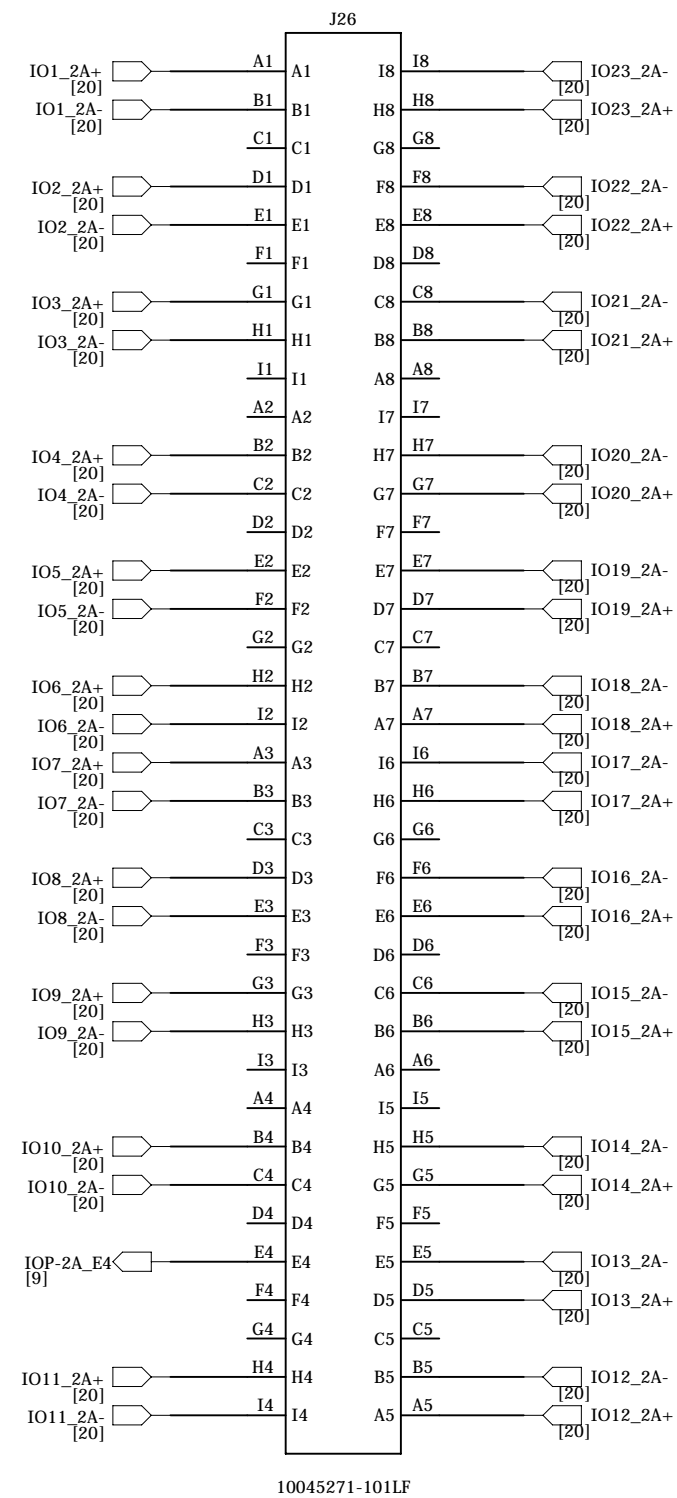 J26
IO1_2A+ A1 A1 I8 I8 IO23_2A-
[20] [20]
IO1_2A- B1 B1 H8 H8 IO23_2A+
[20] [20]
C1 C1 G8 G8
IO2_2A+ D1 D1 F8 F8 IO22_2A-
[20] [20]
IO2_2A- E1 E1 E8 E8 IO22_2A+
[20] [20]
F1 F1 D8 D8
IO3_2A+ G1 G1 C8 C8 IO21_2A-
[20] [20]
IO3_2A- H1 H1 B8 B8 IO21_2A+
[20] [20]
I1 I1 A8 A8
A2 A2 I7 I7
IO4_2A+ B2 B2 H7 H7 IO20_2A-
[20] [20]
IO4_2A- C2 C2 G7 G7 IO20_2A+
[20] [20]
D2 D2 F7 F7
IO5_2A+ E2 E2 E7 E7 IO19_2A-
[20] [20]
IO5_2A- F2 F2 D7 D7 IO19_2A+
[20] [20]
G2 G2 C7 C7
IO6_2A+ H2 H2 B7 B7 IO18_2A-
[20] [20]
IO6_2A- I2 I2 A7 A7 IO18_2A+
[20] [20]
IO7_2A+ A3 A3 I6 I6 IO17_2A-
[20] [20]
IO7_2A- B3 B3 H6 H6 IO17_2A+
[20] [20]
C3 C3 G6 G6
IO8_2A+ D3 D3 F6 F6 IO16_2A-
[20] [20]
IO8_2A- E3 E3 E6 E6 IO16_2A+
[20] [20]
F3 F3 D6 D6
IO9_2A+ G3 G3 C6 C6 IO15_2A-
[20] [20]
IO9_2A- H3 H3 B6 B6 IO15_2A+
[20] [20]
I3 I3 A6 A6
A4 A4 I5 I5
IO10_2A+ B4 B4 H5 H5 IO14_2A-
[20] [20]
IO10_2A- C4 C4 G5 G5 IO14_2A+
[20] [20]
D4 D4 F5 F5
IOP-2A_E4 E4 E4 E5 E5 IO13_2A-
[9] [20]
F4 F4 D5 D5 IO13_2A+
[20]
G4 G4 C5 C5
IO11_2A+ H4 H4 B5 B5 IO12_2A-
[20] [20]
IO11_2A- I4 I4 A5 A5 IO12_2A+
[20] [20]
10045271-101LF